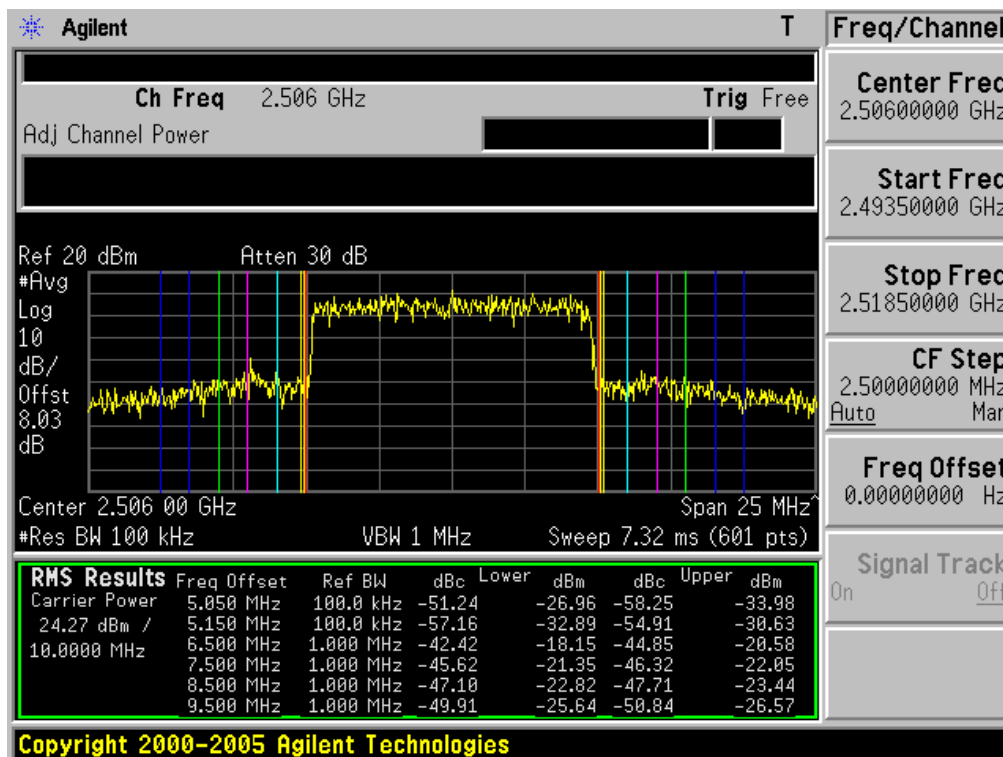 Agilent T Freq/Channel
Ch Freq 2.506 GHz Trig Free
Adj Channel Power
Ref 20 dBm Atten 30 dB
#Avg
Log
10
dB/
Offst
8.03
dB
Center 2.506 00 GHz Span 25 MHz^
#Res BW 100 kHz VBW 1 MHz Sweep 7.32 ms (601 pts)
RMS Results Freq Offset Ref BW dBc Lower dBm dBc Upper dBm
Carrier Power 5.050 MHz 100.0 kHz -51.24 -26.96 -58.25 -33.98
24.27 dBm / 5.150 MHz 100.0 kHz -57.16 -32.89 -54.91 -30.63
10.0000 MHz 6.500 MHz 1.000 MHz -42.42 -18.15 -44.85 -20.58
7.500 MHz 1.000 MHz -45.62 -21.35 -46.32 -22.05
8.500 MHz 1.000 MHz -47.10 -22.82 -47.71 -23.44
9.500 MHz 1.000 MHz -49.91 -25.64 -50.84 -26.57
Copyright 2000-2005 Agilent Technologies
Center Freq
2.50600000 GHz
Start Freq
2.49350000 GHz
Stop Freq
2.51850000 GHz
CF Step
2.50000000 MHz
Auto Man
Freq Offset
0.00000000 Hz
Signal Track
On Off